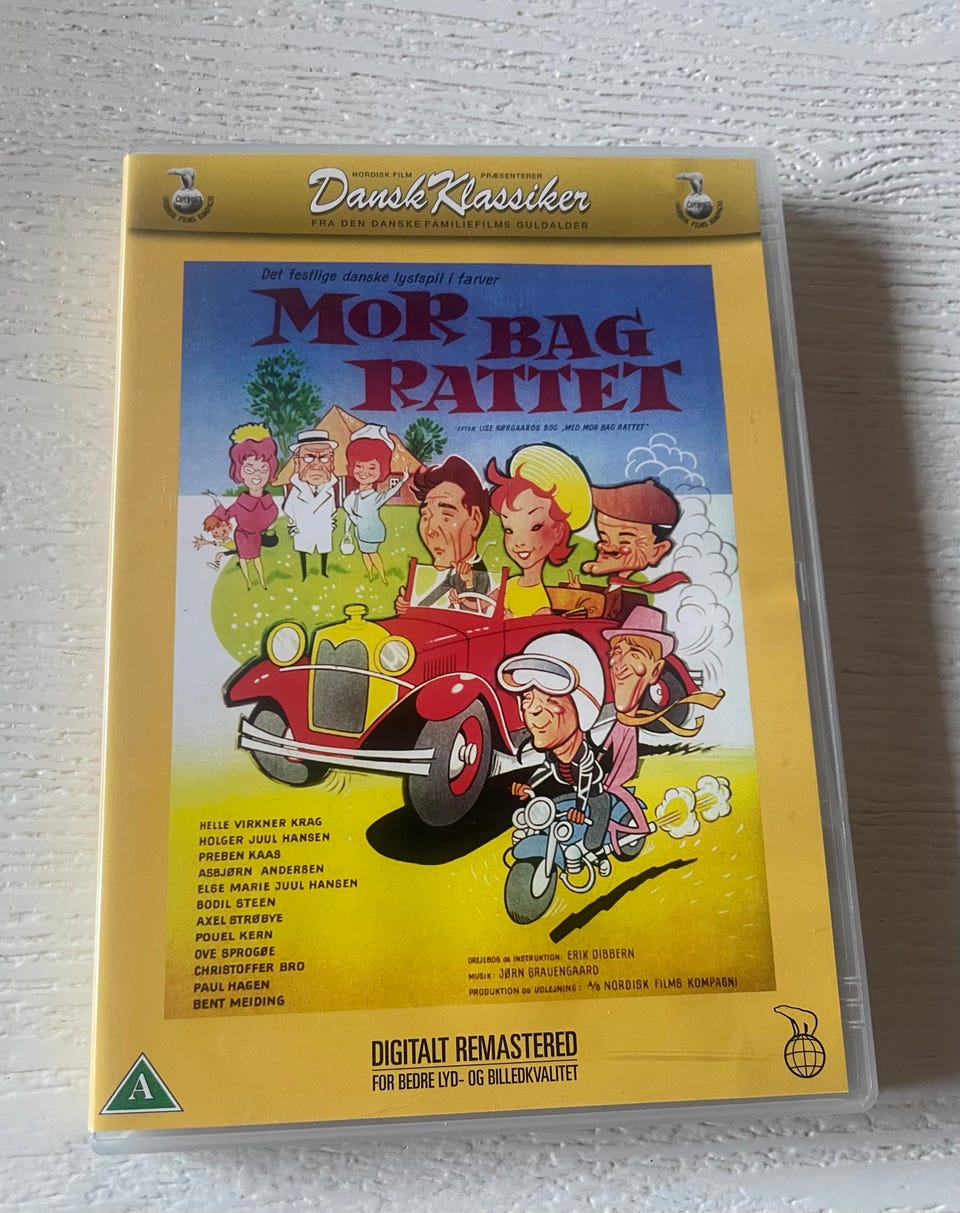 NORDISK FILM PRÆSENTERER
Dansk Klassiker
FRA DEN DANSKE FAMILIEFILMS GULDALDER
Det festlige danske lystspil i farver
MOR BAG
RATTET
EFTER LISE NØRGAARDS BOG „MED MOR BAG RATTET"
HELLE VIRKNER KRAG
HOLGER JUUL HANSEN
PREBEN KAAS
ASBJØRN ANDERSEN
ELSE MARIE JUUL HANSEN
BODIL STEEN
AXEL STRØBYE
POUEL KERN
OVE SPROGØE
CHRISTOFFER BRO
PAUL HAGEN
BENT MEJDING
DREJEBOG OG INSTRUKTION: ERIK DIBBERN
MUSIK: JØRN GRAUENGAARD
PRODUKTION OG UDLEJNING: A/S NORDISK FILMS KOMPAGNI
DIGITALT REMASTERED
FOR BEDRE LYD- OG BILLEDKVALITET
A